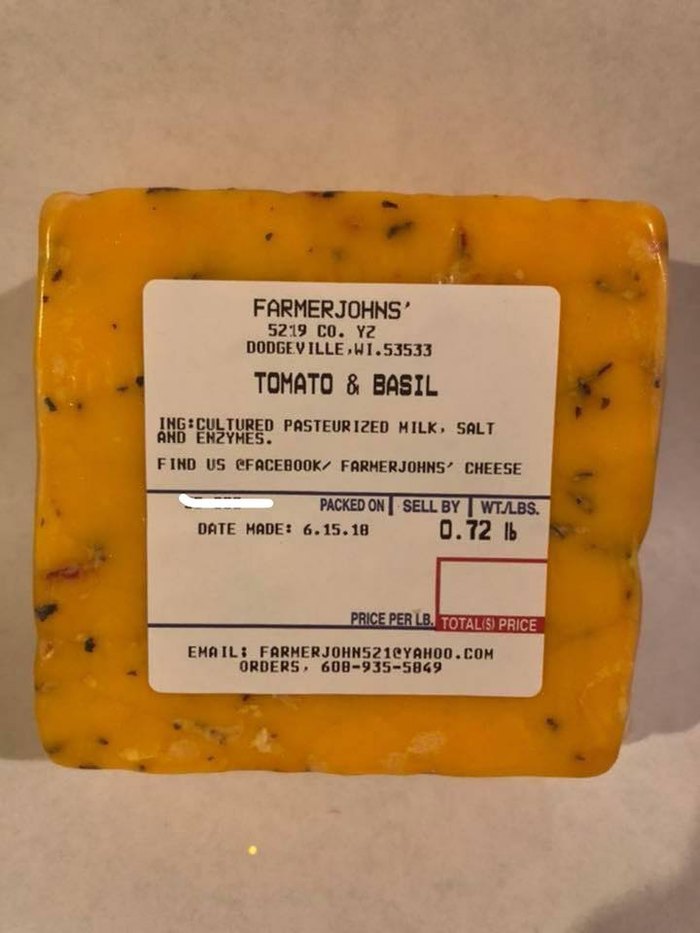 FARMERJOHNS'
5219 CO. YZ
DODGEVILLE,WI.53533
TOMATO & BASIL
ING:CULTURED PASTEURIZED MILK, SALT
AND ENZYMES.
FIND US @FACEBOOK/ FARMERJOHNS' CHEESE
PACKED ON SELL BY WT./LBS.
DATE MADE: 6.15.18 0.72 lb
PRICE PER LB. TOTAL(S) PRICE
EMAIL: FARMERJOHN521@YAHOO.COM
ORDERS, 608-935-5849